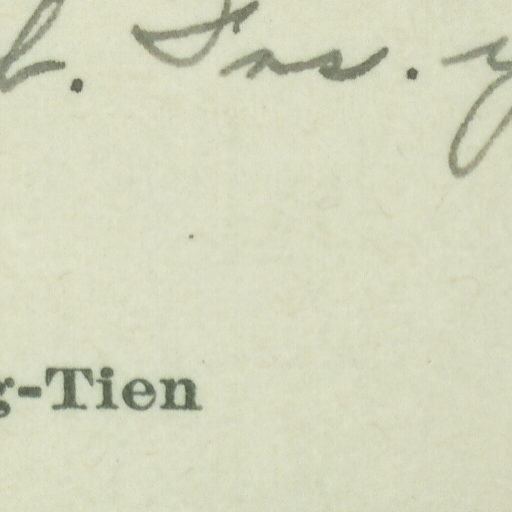 b. Ins. y
g-Tien